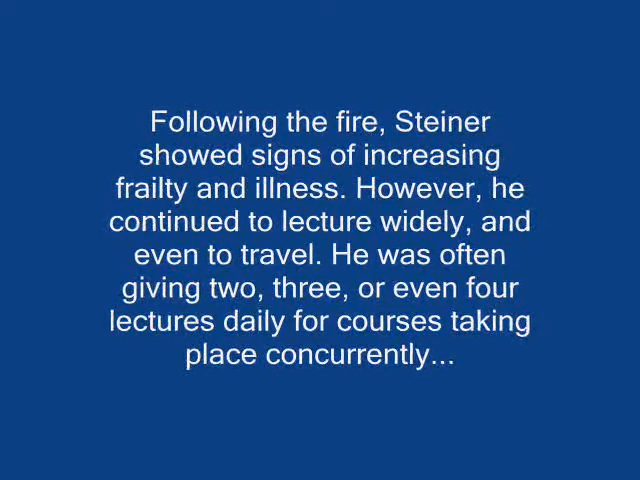 Following the fire, Steiner
showed signs of increasing
frailty and illness. However, he
continued to lecture widely, and
even to travel. He was often
giving two, three, or even four
lectures daily for courses taking
place concurrently...